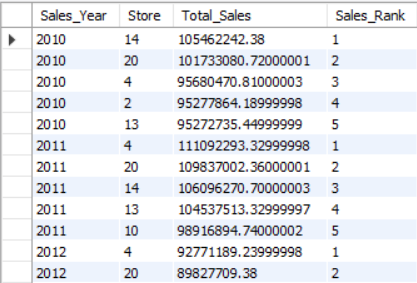 Sales_Year Store Total_Sales Sales_Rank
2010 14 105462242.38 1
2010 20 101733080.72000001 2
2010 4 95680470.81000003 3
2010 2 95277864.18999998 4
2010 13 95272735.44999999 5
2011 4 111092293.32999998 1
2011 20 109837002.36000001 2
2011 14 106096270.70000003 3
2011 13 104537513.32999997 4
2011 10 98916894.74000002 5
2012 4 92771189.23999998 1
2012 20 89827709.38 2